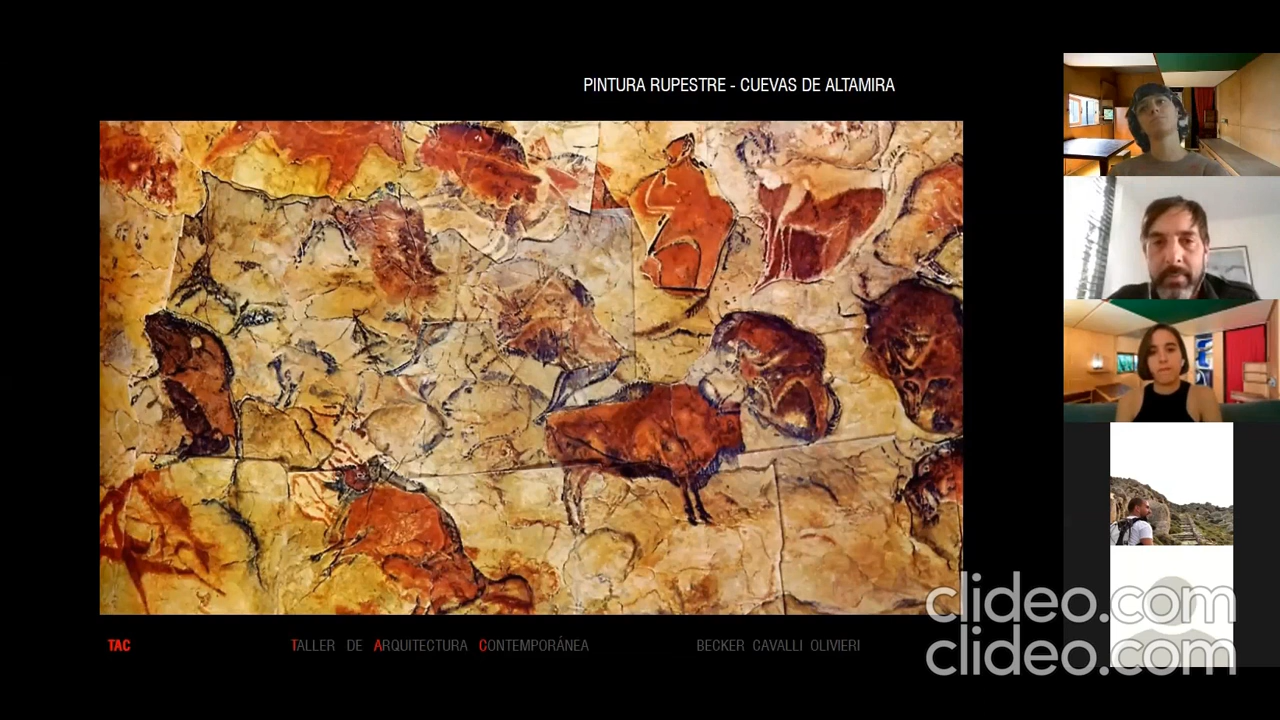 PINTURA RUPESTRE - CUEVAS DE ALTAMIRA
TAC TALLER DE ARQUITECTURA CONTEMPORÁNEA BECKER CAVALLI OLIVIERI
clideo.com
clideo.com